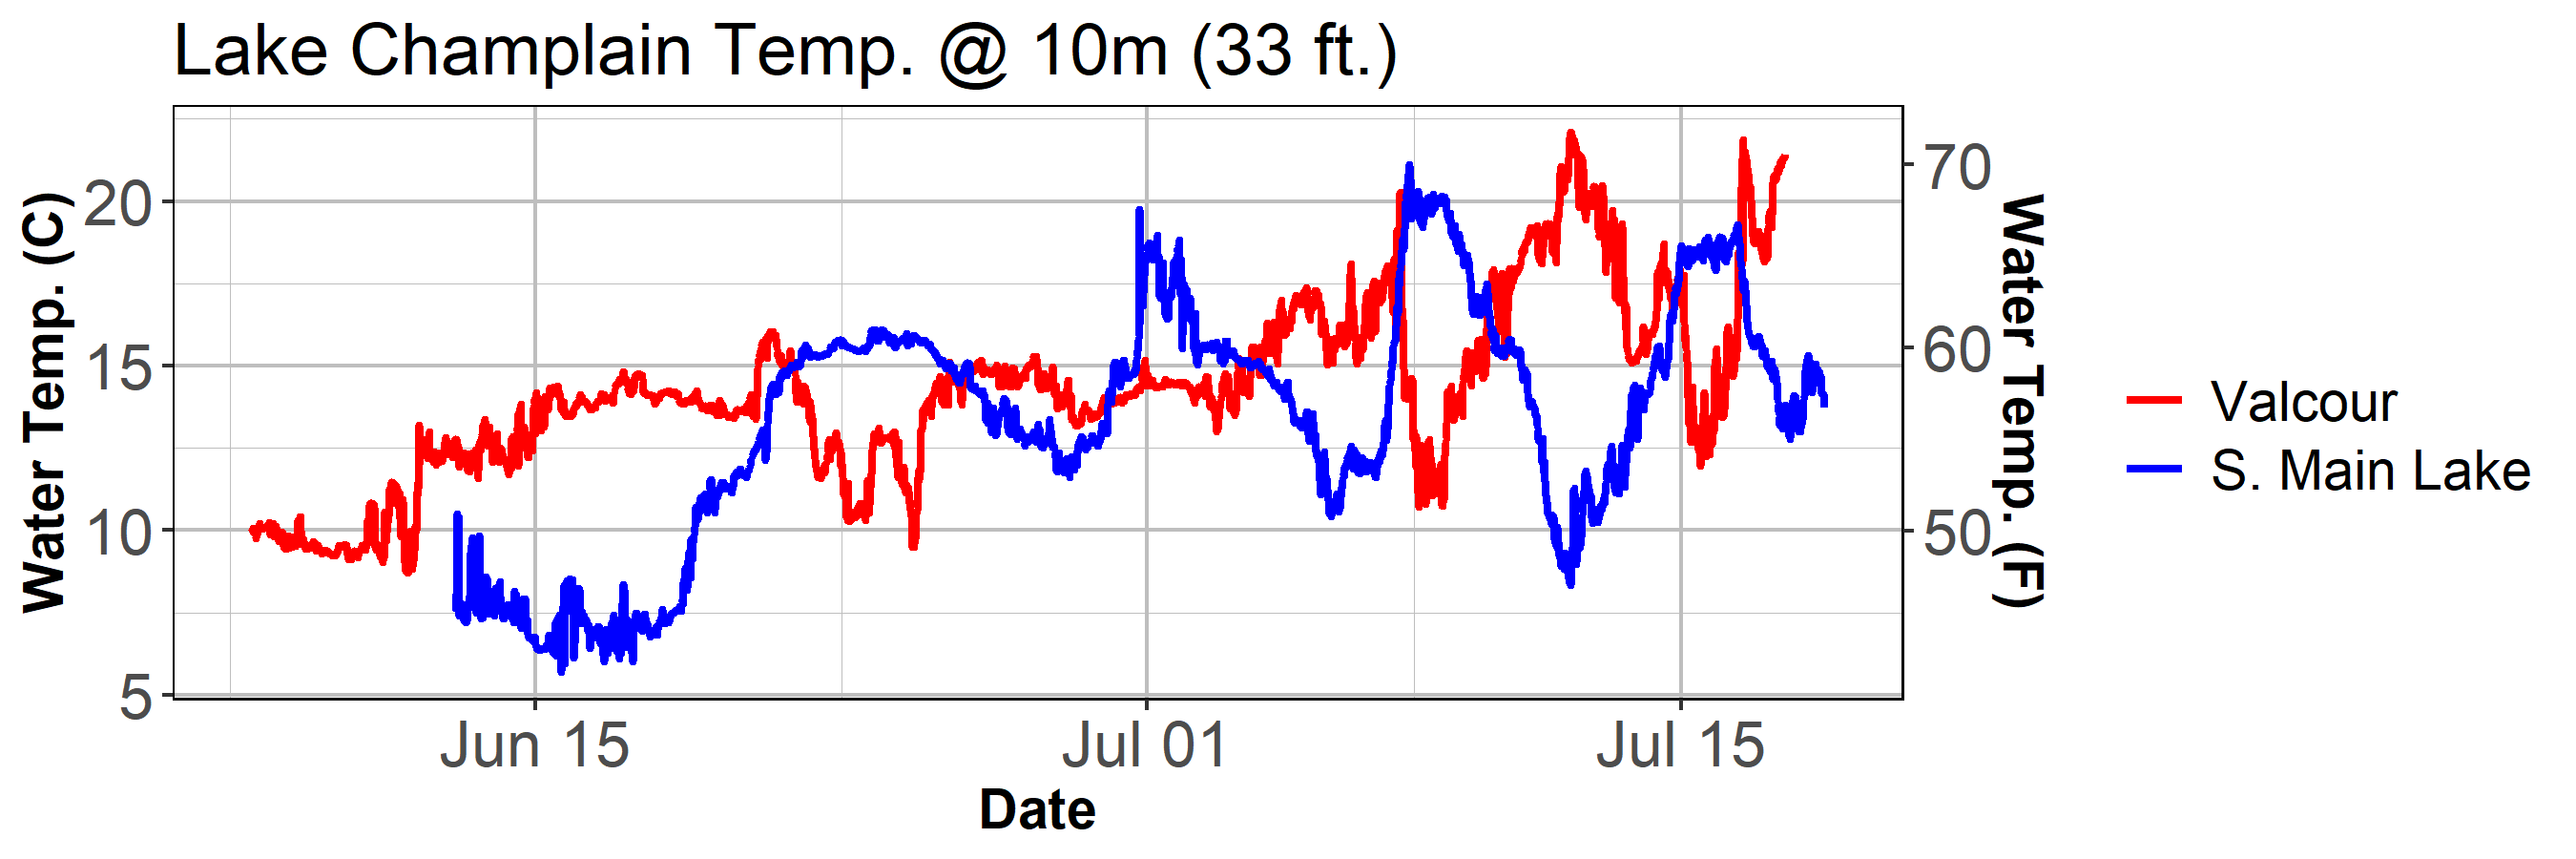 Lake Champlain Temp. @ 10m (33 ft.)
Water Temp. (C)
20
15
10
5
70
60
50
Water Temp. (F)
Jun 15
Jul 01
Jul 15
Date
Valcour
S. Main Lake